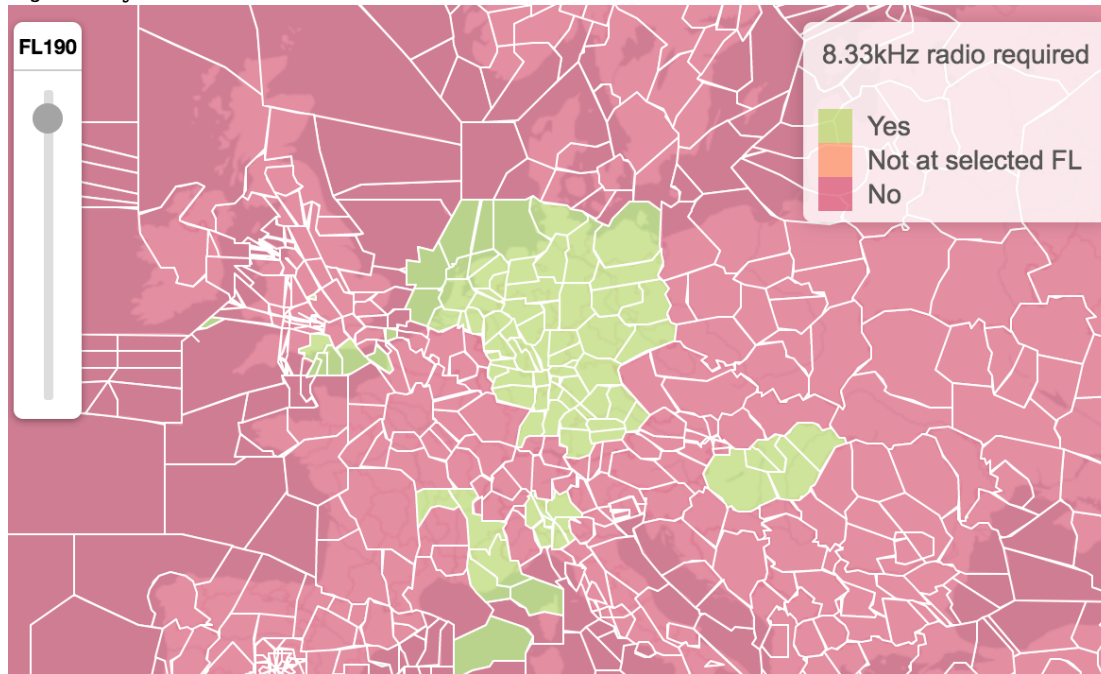 FL190
8.33kHz radio required
Yes
Not at selected FL
No